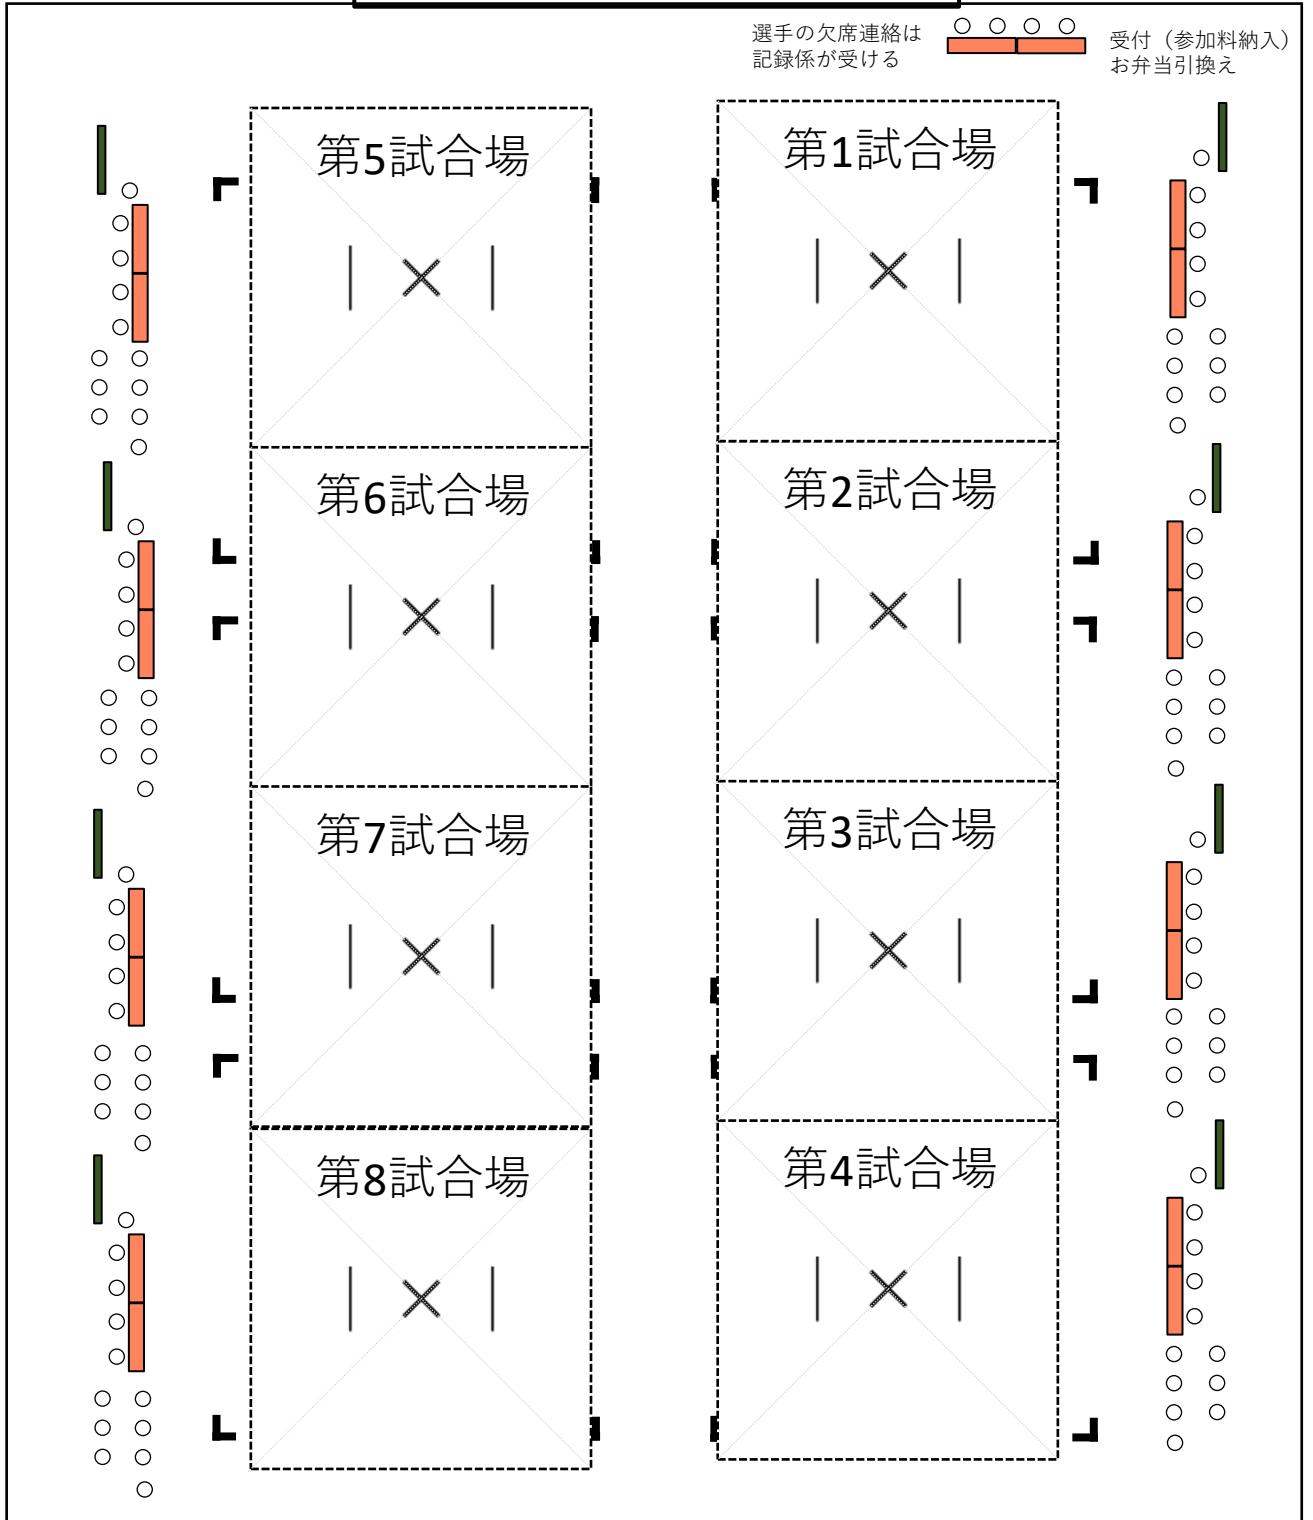 選手の欠席連絡は
記録係が受ける
受付（参加料納入）
お弁当引換え
第5試合場
第1試合場
第6試合場
第2試合場
第7試合場
第3試合場
第8試合場
第4試合場